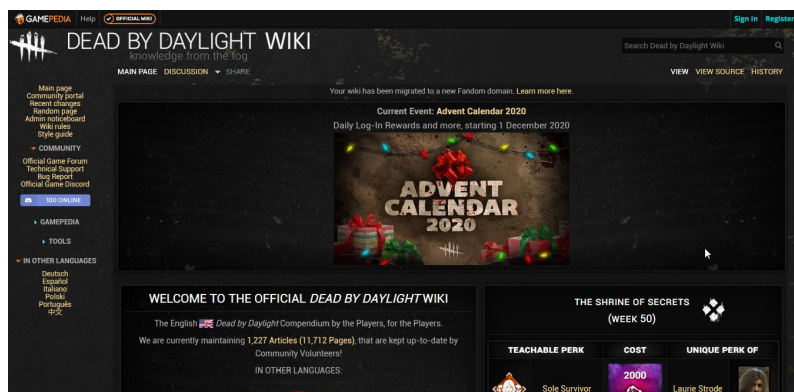 GAMEPEDIA Help OFFICIAL WIKI
Sign In Register
DEAD BY DAYLIGHT WIKI
knowledge from the fog
Search Dead by Daylight Wiki
MAIN PAGE DISCUSSION SHARE
VIEW VIEW SOURCE HISTORY
Main page
Community portal
Recent changes
Random page
Admin noticeboard
Wiki rules
Style guide
COMMUNITY
Official Game Forum
Technical Support
Bug Report
Official Game Discord
100 ONLINE
GAMEPEDIA
TOOLS
IN OTHER LANGUAGES
Deutsch
Español
Italiano
Polski
Português
中文
Your wiki has been migrated to a new Fandom domain. Learn more here.
Current Event: Advent Calendar 2020
Daily Log-In Rewards and more, starting 1 December 2020
ADVENT
CALENDAR
2020
WELCOME TO THE OFFICIAL DEAD BY DAYLIGHT WIKI
The English Dead by Daylight Compendium by the Players, for the Players.
We are currently maintaining 1,227 Articles (11,712 Pages), that are kept up-to-date by
Community Volunteers!
IN OTHER LANGUAGES:
THE SHRINE OF SECRETS
(WEEK 50)
TEACHABLE PERK COST UNIQUE PERK OF
Sole Survivor 2000 Laurie Strode